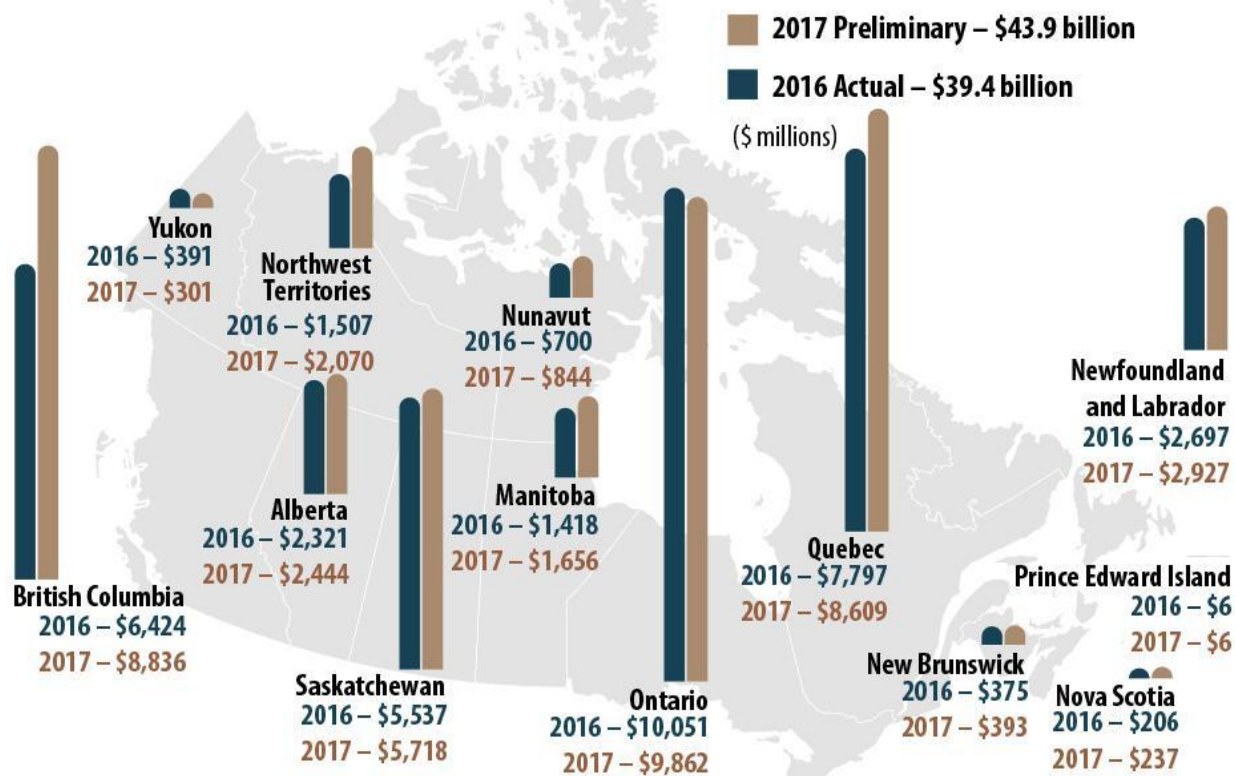 2017 Preliminary – $43.9 billion
2016 Actual – $39.4 billion
($ millions)
Yukon
2016 – $391
2017 – $301
Northwest
Territories
2016 – $1,507
2017 – $2,070
Nunavut
2016 – $700
2017 – $844
Newfoundland
and Labrador
2016 – $2,697
2017 – $2,927
British Columbia
2016 – $6,424
2017 – $8,836
Alberta
2016 – $2,321
2017 – $2,444
Manitoba
2016 – $1,418
2017 – $1,656
Saskatchewan
2016 – $5,537
2017 – $5,718
Ontario
2016 – $10,051
2017 – $9,862
Quebec
2016 – $7,797
2017 – $8,609
Prince Edward Island
2016 – $6
2017 – $6
New Brunswick
2016 – $375
2017 – $393
Nova Scotia
2016 – $206
2017 – $237